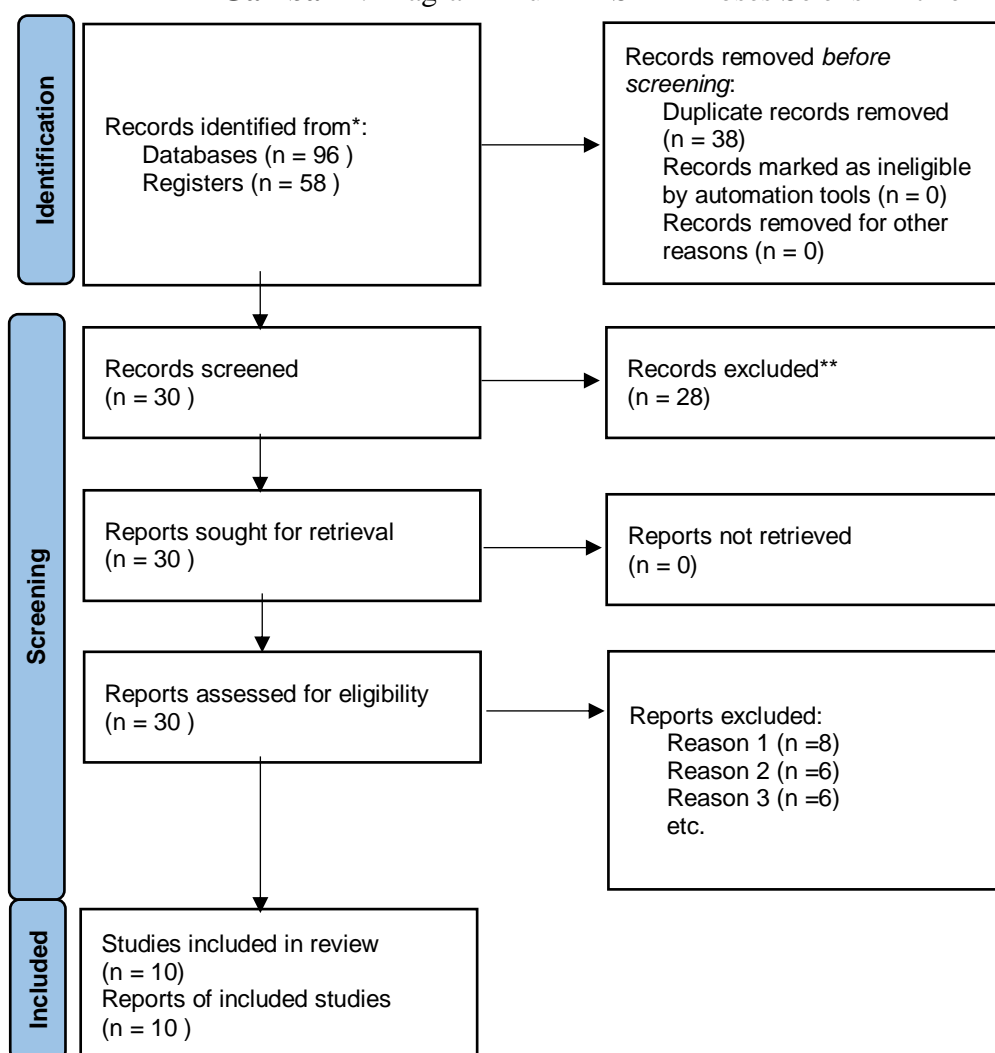 Identification
Records identified from*:
Databases (n = 96 )
Registers (n = 58 )
Records removed before
screening:
Duplicate records removed
(n = 38)
Records marked as ineligible
by automation tools (n = 0)
Records removed for other
reasons (n = 0)
Screening
Records screened
(n = 30 )
Records excluded**
(n = 28)
Reports sought for retrieval
(n = 30 )
Reports not retrieved
(n = 0)
Reports assessed for eligibility
(n = 30 )
Reports excluded:
Reason 1 (n =8)
Reason 2 (n =6)
Reason 3 (n =6)
etc.
Included
Studies included in review
(n = 10)
Reports of included studies
(n = 10 )